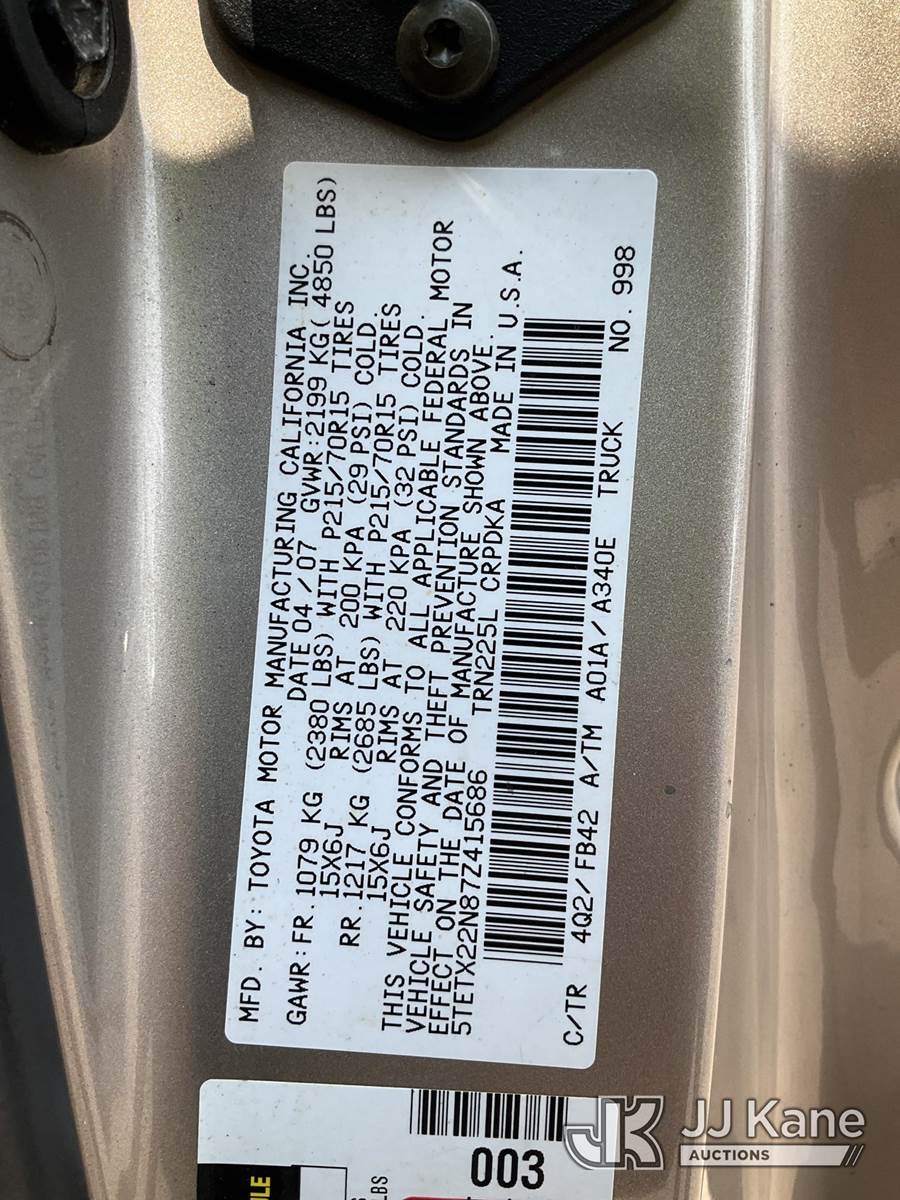 MFD. BY: TOYOTA MOTOR MANUFACTURING CALIFORNIA INC.
DATE 04/07 GVWR:2199 KG( 4850 LBS)
GAWR:FR.1079 KG (2380 LBS) WITH P215/70R15 TIRES
15X6J RIMS AT 200 KPA (29 PSI) COLD.
RR.1217 KG (2685 LBS) WITH P215/70R15 TIRES
15X6J RIMS AT 220 KPA (32 PSI) COLD.
THIS VEHICLE CONFORMS TO ALL APPLICABLE FEDERAL MOTOR
VEHICLE SAFETY AND THEFT PREVENTION STANDARDS IN
EFFECT ON THE DATE OF MANUFACTURE SHOWN ABOVE.
5TETX22N87Z415686 TRN225L CRPDKA MADE IN U.S.A.
C/TR 4Q2/FB42 A/TM A01A/A340E TRUCK NO. 998
003
LBS
JK JJ Kane
AUCTIONS